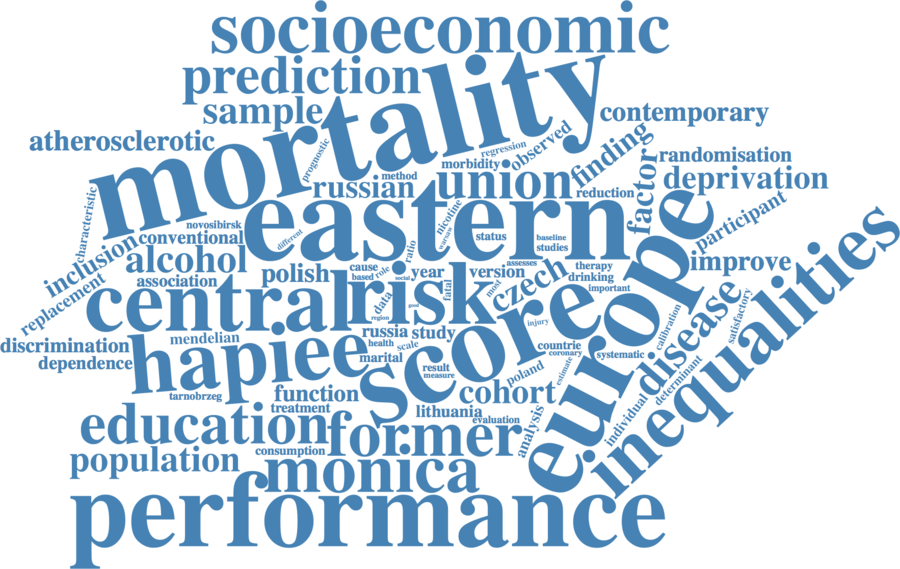 socioeconomic
prediction
mortality
sample
contemporary
atherosclerotic
prognostic
regression
observed
finding
method
morbidity
randomisation
russian
union
reduction
factor
deprivation
characteristic
eastern
nicotine
warsaw
europe
participant
novosibirsk
different
status
baseline
inclusion
conventional
studies
alcohol
ratio
improve
inequalities
association
polish
cause
based
role
social
year
fatal
version
assesses
most
czech
therapy
drinking
important
replacement
central
risk
data
region
good
score
disease
satisfactory
calibration
discrimination
mendelian
hapiee
russia
study
injury
health
scale
countrie
coronary
systematic
dependence
marital
result
measure
poland
estimate
determinant
individual
tarnobrzeg
function
cohort
treatment
lithuania
evaluation
analysis
education
former
consumption
population
monica
performance